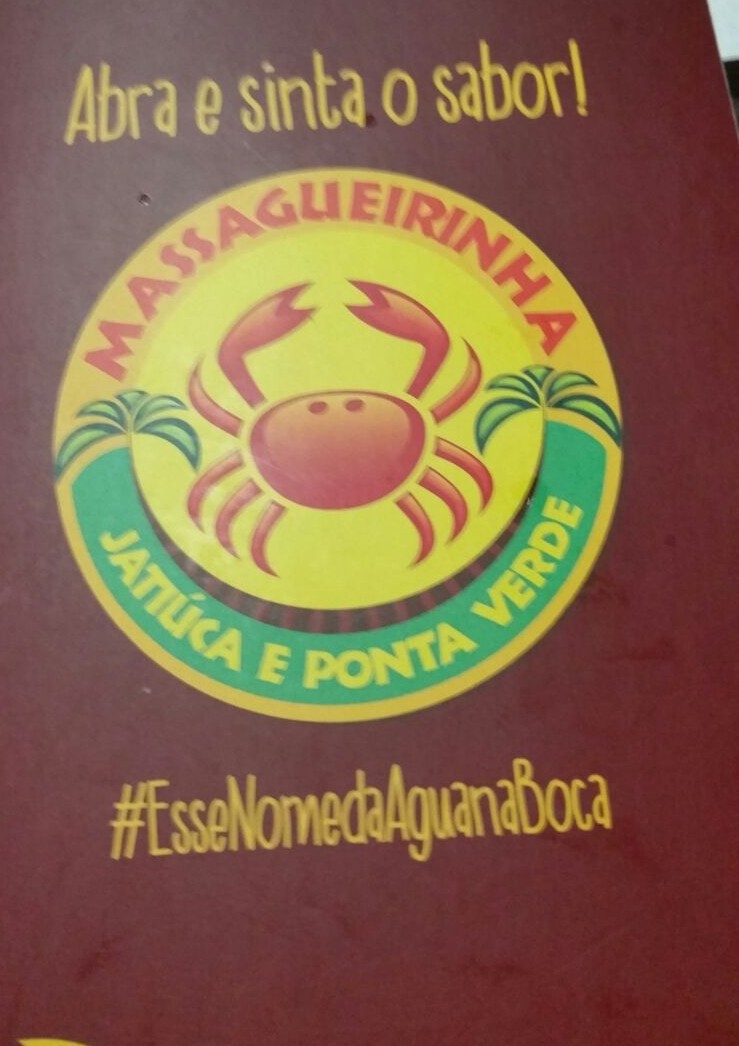 Abra e sinta o sabor!
MASSAGUEIRINHA
JATIÚCA E PONTA VERDE
#EsseNomedaAguanaBoca